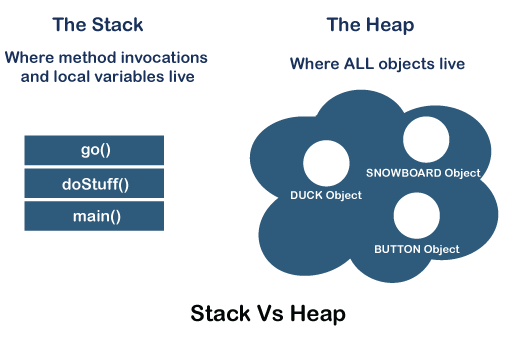 The Stack
Where method invocations
and local variables live
go()
doStuff()
main()
The Heap
Where ALL objects live
SNOWBOARD Object
DUCK Object
BUTTON Object
Stack Vs Heap